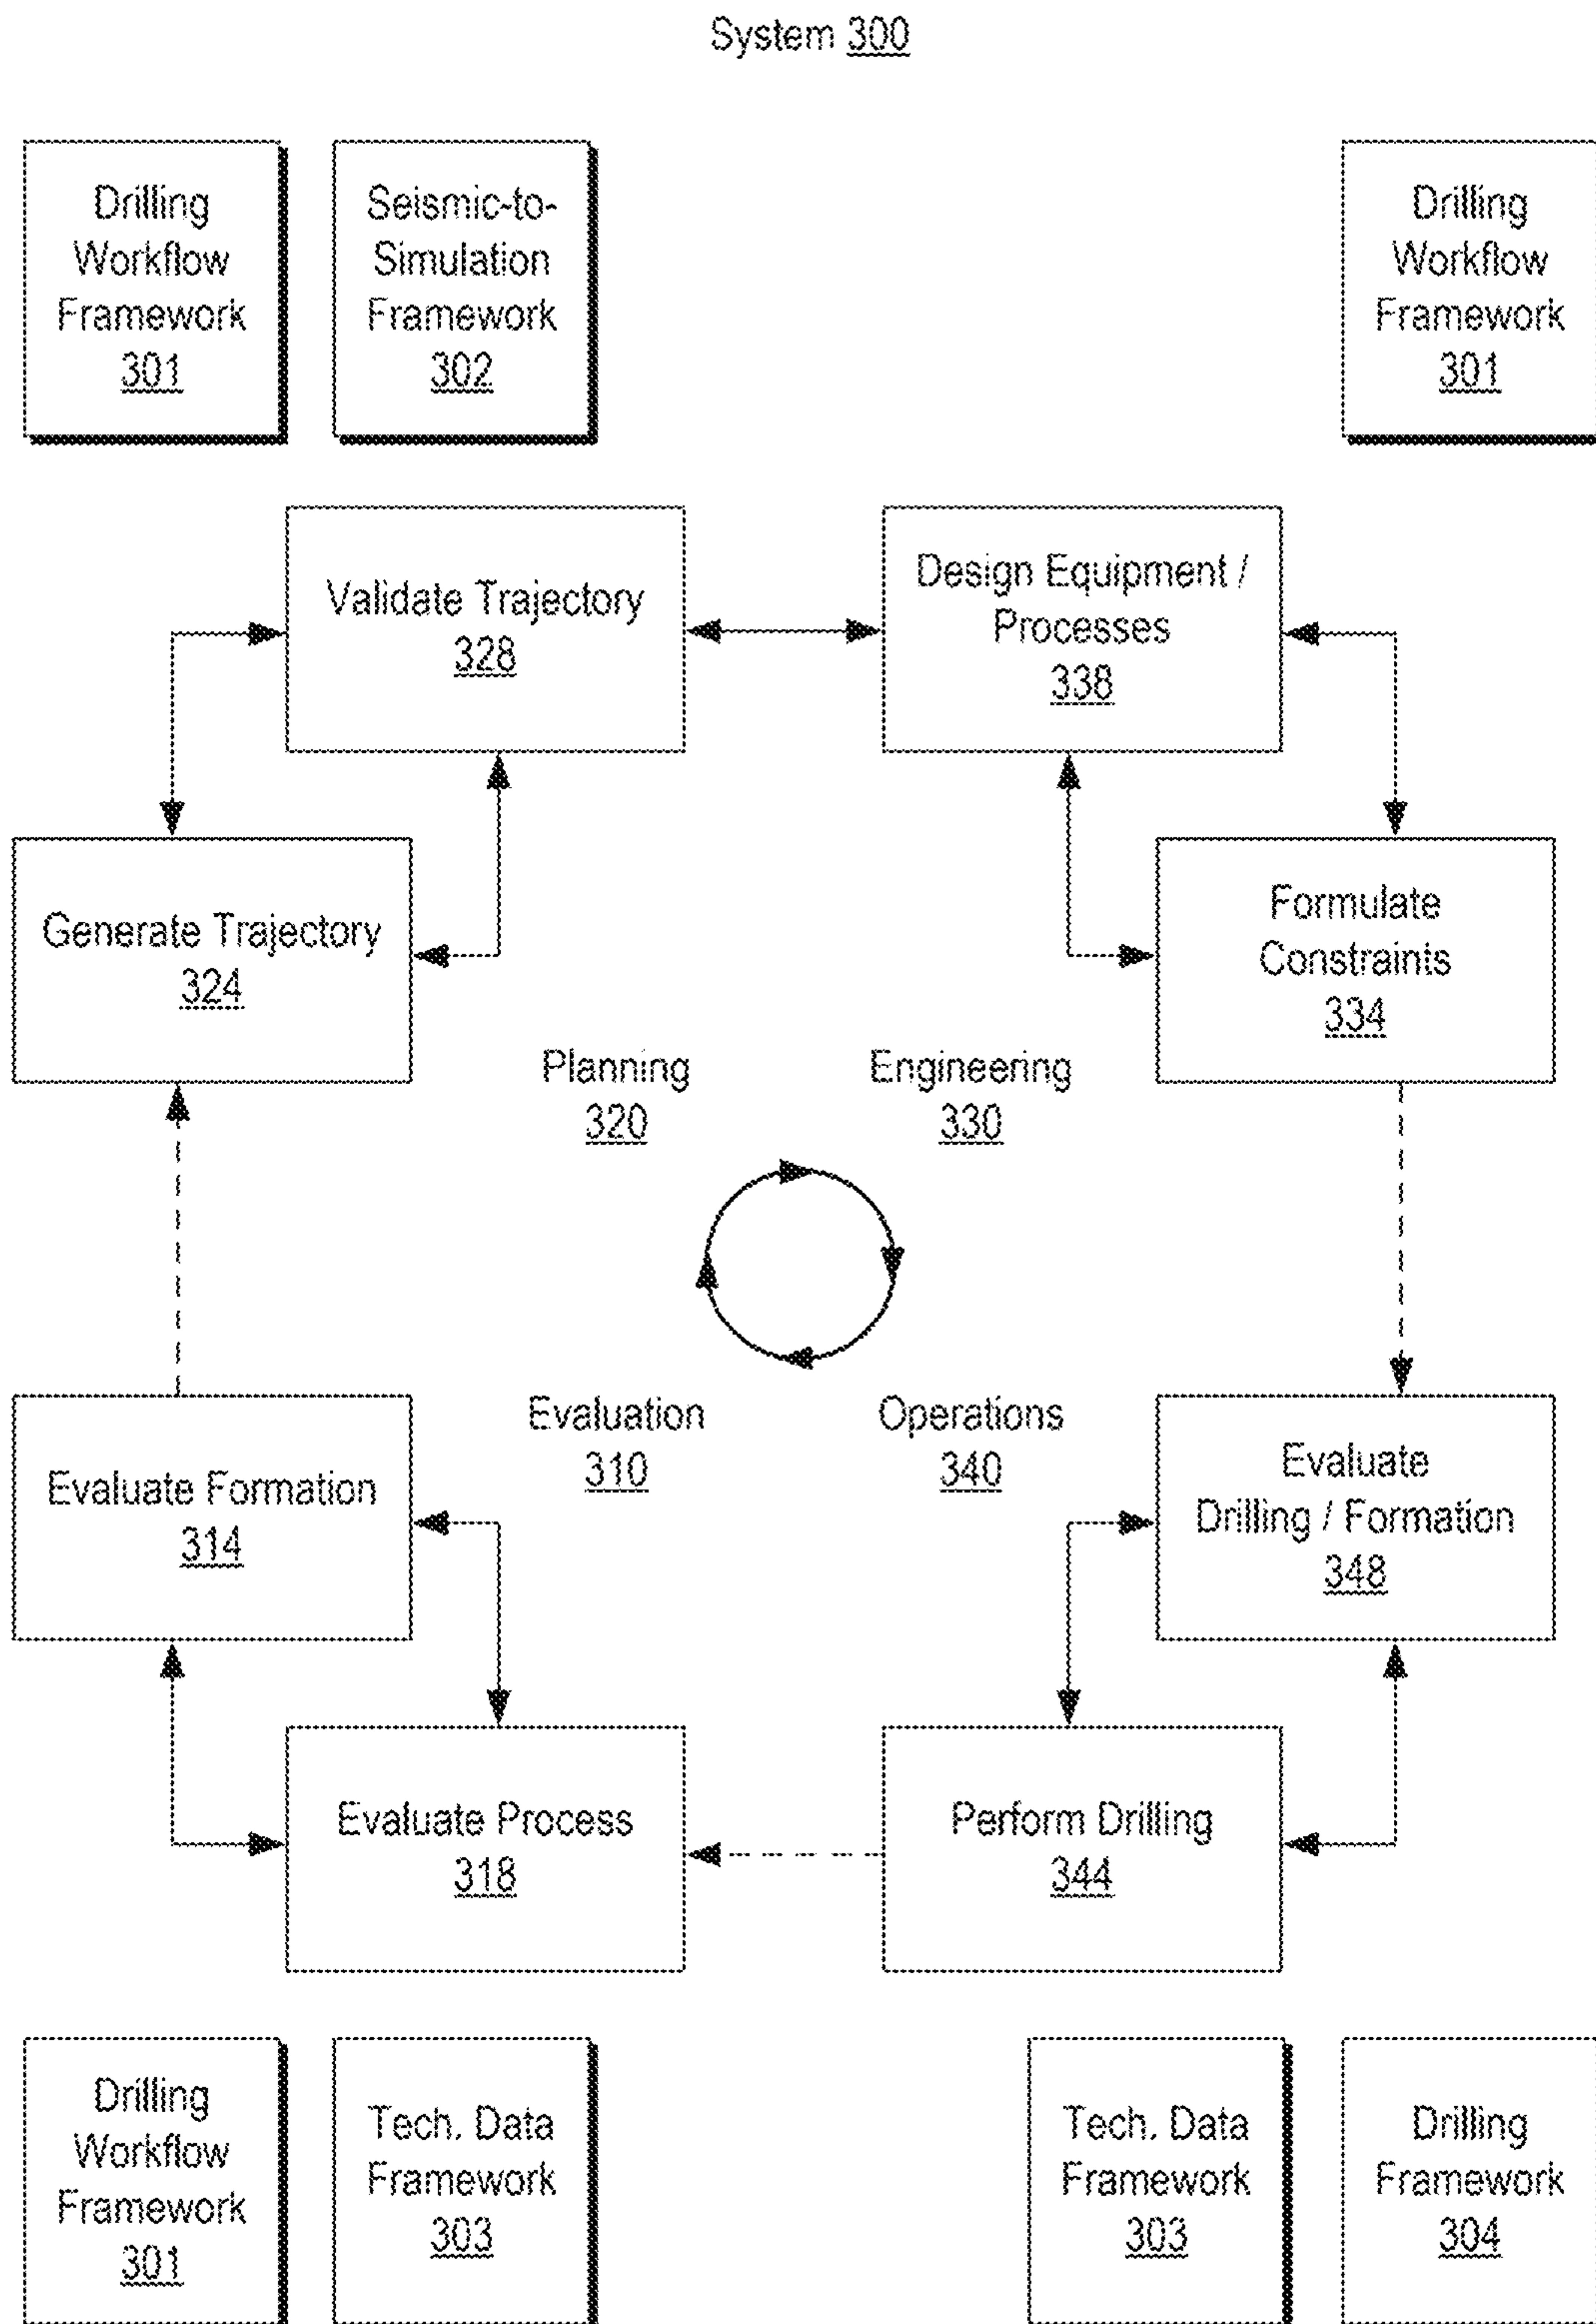 System 300
Drilling
Workflow
Framework
301
Seismic-to-
Simulation
Framework
302
Drilling
Workflow
Framework
301
Validate Trajectory
328
Design Equipment /
Processes
338
Generate Trajectory
324
Formulate
Constraints
334
Planning
320
Engineering
330
Evaluation
310
Operations
340
Evaluate Formation
314
Evaluate
Drilling / Formation
348
Evaluate Process
318
Perform Drilling
344
Drilling
Workflow
Framework
301
Tech. Data
Framework
303
Tech. Data
Framework
303
Drilling
Framework
304